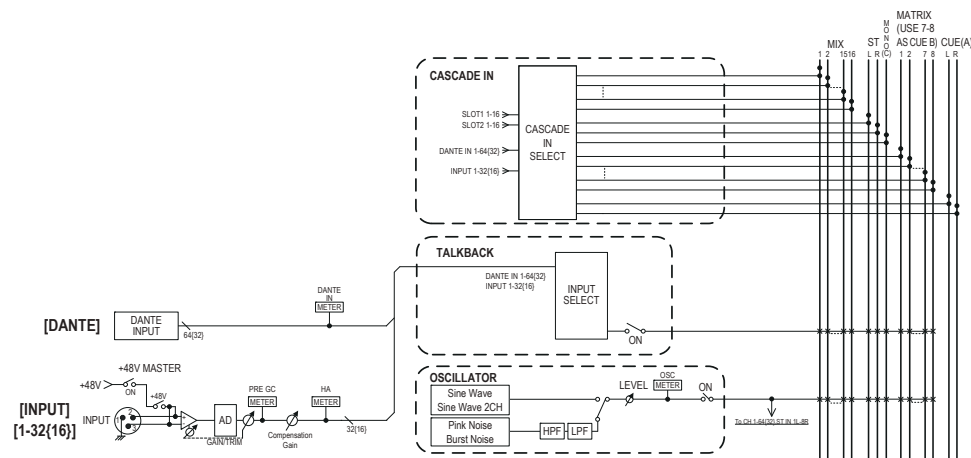 MATRIX
(USE 7-8
AS CUE B)
MIX
ST
MONO(C)
CUE(A)
1 2 15 16
L R
1 2 7 8
L R
CASCADE IN
SLOT1 1-16
SLOT2 1-16
DANTE IN 1-64{32}
INPUT 1-32{16}
CASCADE
IN
SELECT
TALKBACK
DANTE IN 1-64{32}
INPUT 1-32{16}
INPUT
SELECT
ON
[DANTE]
DANTE
INPUT
64{32}
DANTE
IN
METER
+48V MASTER
+48V
ON
+48V
[INPUT]
[1-32{16}]
INPUT
1
2
3
+
-
AD
GAIN/TRIM
PRE GC
METER
Compensation
Gain
HA
METER
32{16}
OSCILLATOR
Sine Wave
Sine Wave 2CH
Pink Noise
Burst Noise
HPF
LPF
LEVEL
OSC
METER
ON
To CH 1-64{32},ST IN 1L-8R